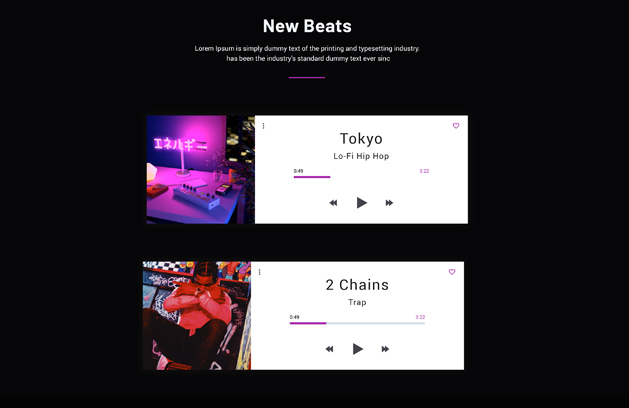 New Beats
Lorem Ipsum is simply dummy text of the printing and typesetting industry.
has been the industry's standard dummy text ever sinc
エネルギー
Tokyo
Lo-Fi Hip Hop
0:49 3:22
2 Chains
Trap
0:49 3:22